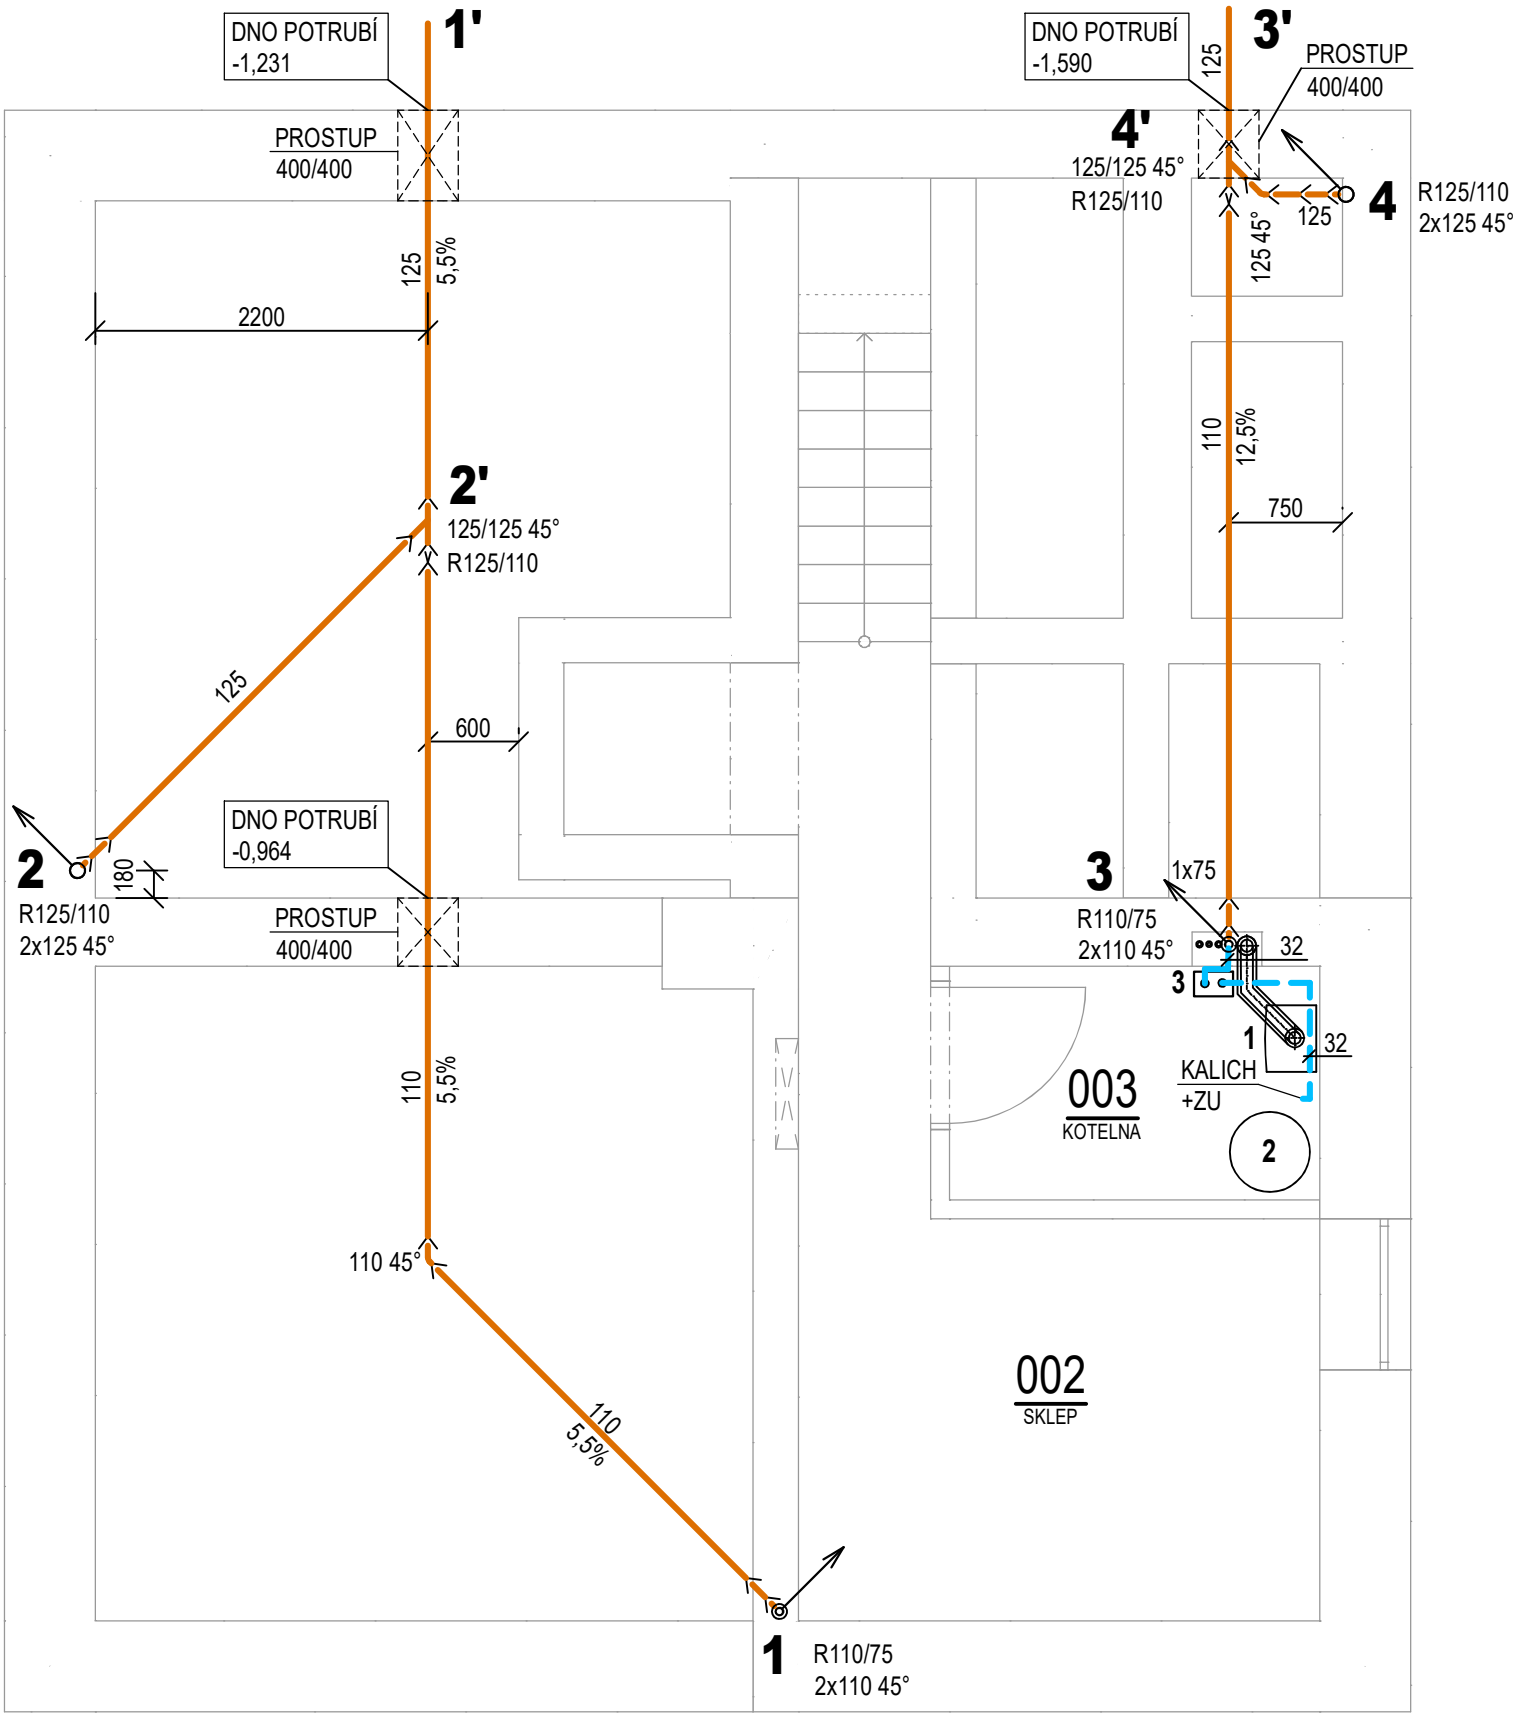 DNO POTRUBÍ
-1,231
1'
DNO POTRUBÍ
-1,590
3'
125
PROSTUP
400/400
PROSTUP
400/400
4'
125/125 45°
R125/110
4
R125/110
2x125 45°
125
125 45°
125
5,5%
2200
110
12,5%
750
2'
125/125 45°
R125/110
125
600
DNO POTRUBÍ
-0,964
2
180
R125/110
2x125 45°
PROSTUP
400/400
3
1x75
R110/75
2x110 45°
32
3
1
32
KALICH
+ZU
003
KOTELNA
2
110
5,5%
110 45°
110
5,5%
002
SKLEP
1
R110/75
2x110 45°